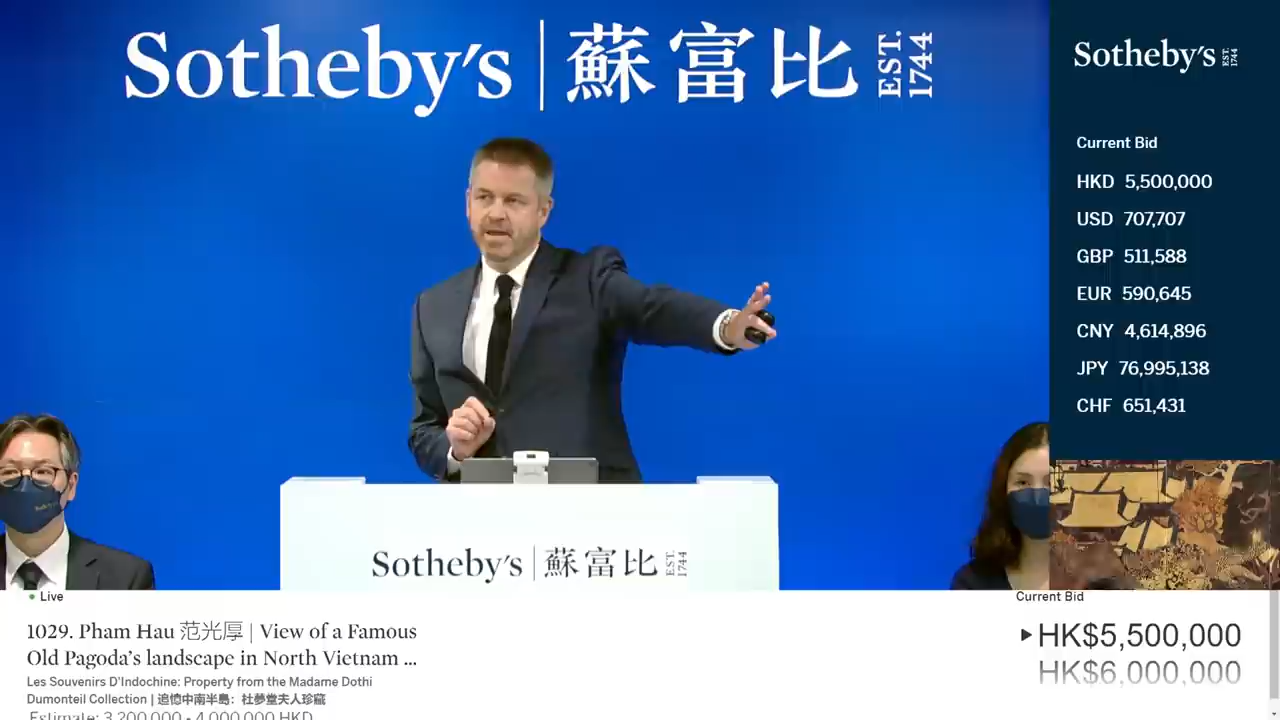 Sotheby's | 蘇富比 EST. 1744
Sotheby's EST. 1744
Current Bid
HKD 5,500,000
USD 707,707
GBP 511,588
EUR 590,645
CNY 4,614,896
JPY 76,995,138
CHF 651,431
Sotheby's | 蘇富比 EST. 1744
Live
Current Bid
1029. Pham Hau 范光厚 | View of a Famous
Old Pagoda's landscape in North Vietnam ...
Les Souvenirs D'Indochine: Property from the Madame Dothi
Dumonteil Collection | 追憶中南半島：杜夢堂夫人珍藏
Estimate: 3,200,000 - 4,000,000 HKD
HK$5,500,000
HK$6,000,000